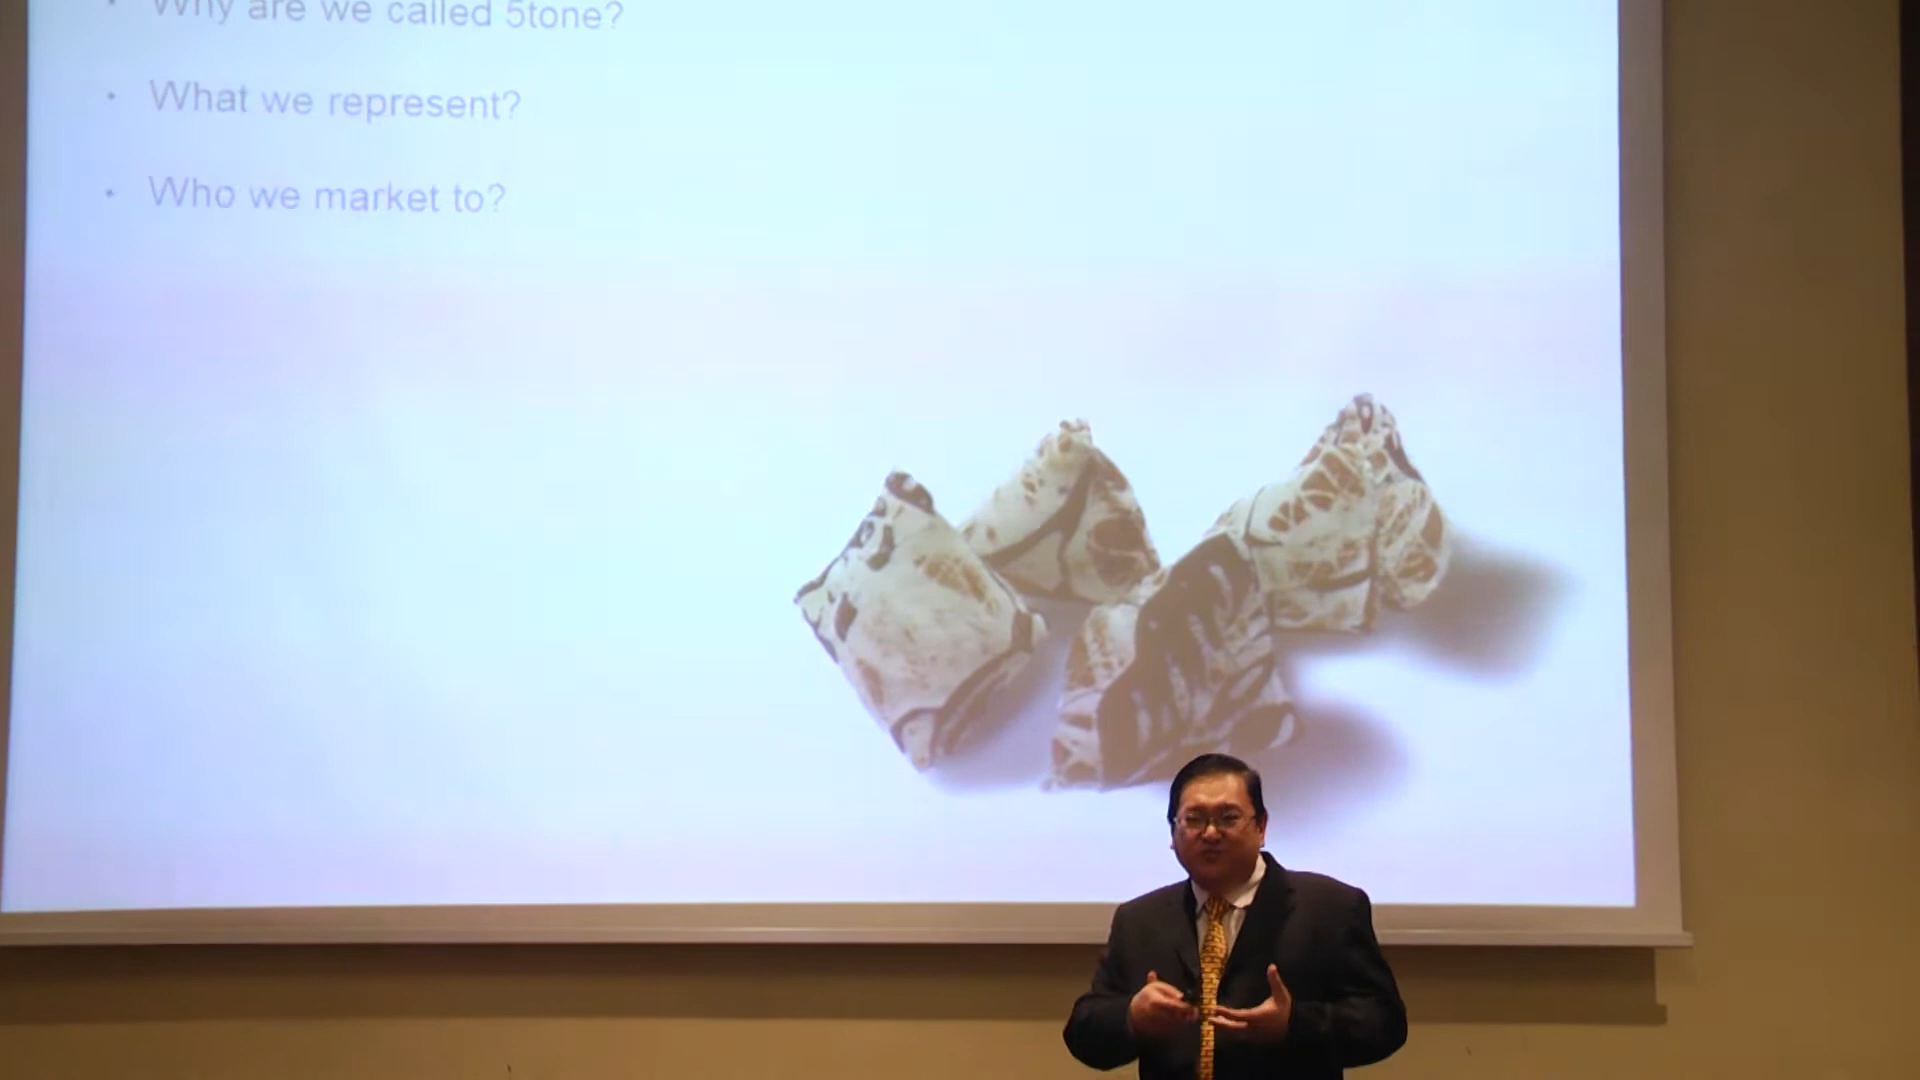 • Why are we called 5tone?
• What we represent?
• Who we market to?